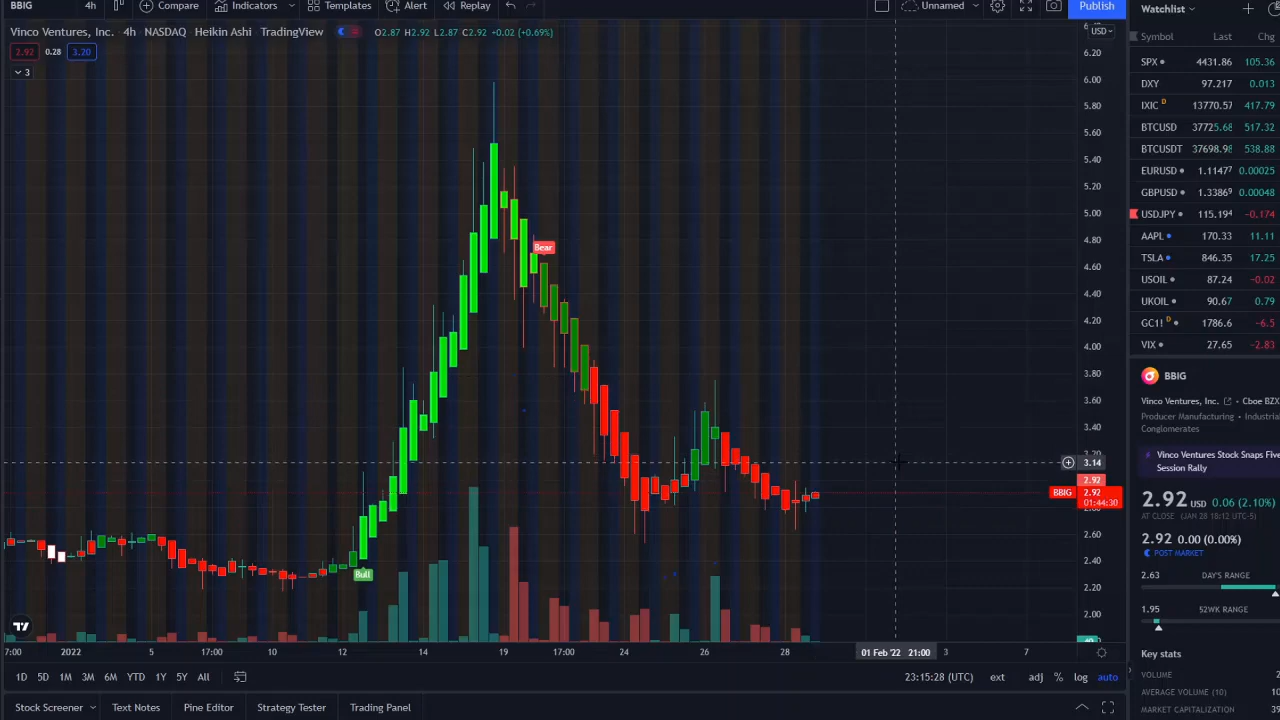 BBIG 4h Compare Indicators Templates Alert Replay Unnamed Publish
Vinco Ventures, Inc. 4h NASDAQ Heikin Ashi TradingView O2.87 H2.92 L2.87 C2.92 +0.02 (+0.69%)
2.92 0.28 3.20
3
USD
6.20
6.00
5.80
5.60
5.40
5.20
5.00
4.80
4.60
4.40
4.20
4.00
3.80
3.60
3.40
3.14
2.92
BBIG 2.92
01:44:30
2.60
2.40
2.20
2.00
Bear
Bull
7:00 2022 5 17:00 10 12 14 19 17:00 24 26 28 01 Feb '22 21:00 3 7
1D 5D 1M 3M 6M YTD 1Y 5Y All 23:15:28 (UTC) ext adj % log auto
Stock Screener Text Notes Pine Editor Strategy Tester Trading Panel
Watchlist
Symbol Last Chg
SPX 4431.86 105.36
DXY 97.217 0.013
IXIC D 13770.57 417.79
BTCUSD 37725.68 517.32
BTCUSDT 37698.98 538.88
EURUSD 1.11477 0.00025
GBPUSD 1.33869 0.00048
USDJPY 115.194 −0.174
AAPL 170.33 11.11
TSLA 846.35 17.25
USOIL 87.24 −0.02
UKOIL 90.67 0.79
GC1! D 1786.6 −6.5
VIX 27.65 −2.83
BBIG
Vinco Ventures, Inc. Cboe BZX
Producer Manufacturing • Industrial
Conglomerates
Vinco Ventures Stock Snaps Five
Session Rally
2.92 USD 0.06 (2.10%)
AT CLOSE (JAN 28 18:12 UTC-5)
2.92 0.00 (0.00%)
POST MARKET
2.63 DAY'S RANGE
1.95 52WK RANGE
Key stats
VOLUME
AVERAGE VOLUME (10)
MARKET CAPITALIZATION